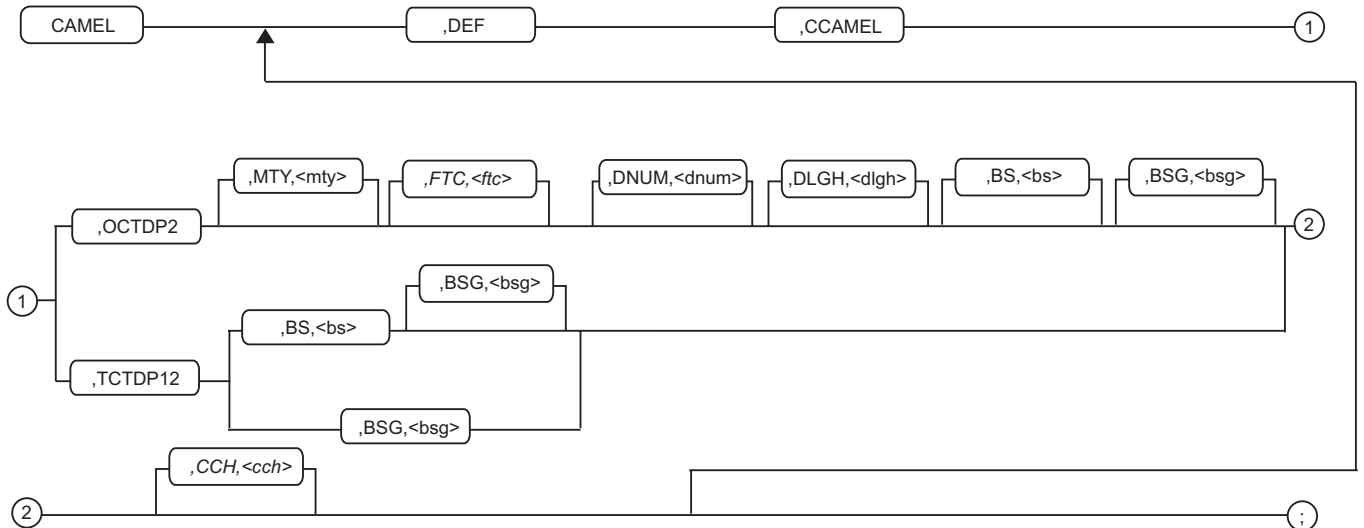 CAMEL ,DEF ,CCAMEL 1
,MTY,<mty> ,FTC,<ftc> ,DNUM,<dnum> ,DLGH,<dlgh> ,BS,<bs> ,BSG,<bsg>
,OCTDP2 2
,BSG,<bsg>
1
,BS,<bs>
,TCTDP12
,BSG,<bsg>
,CCH,<cch>
2 ;